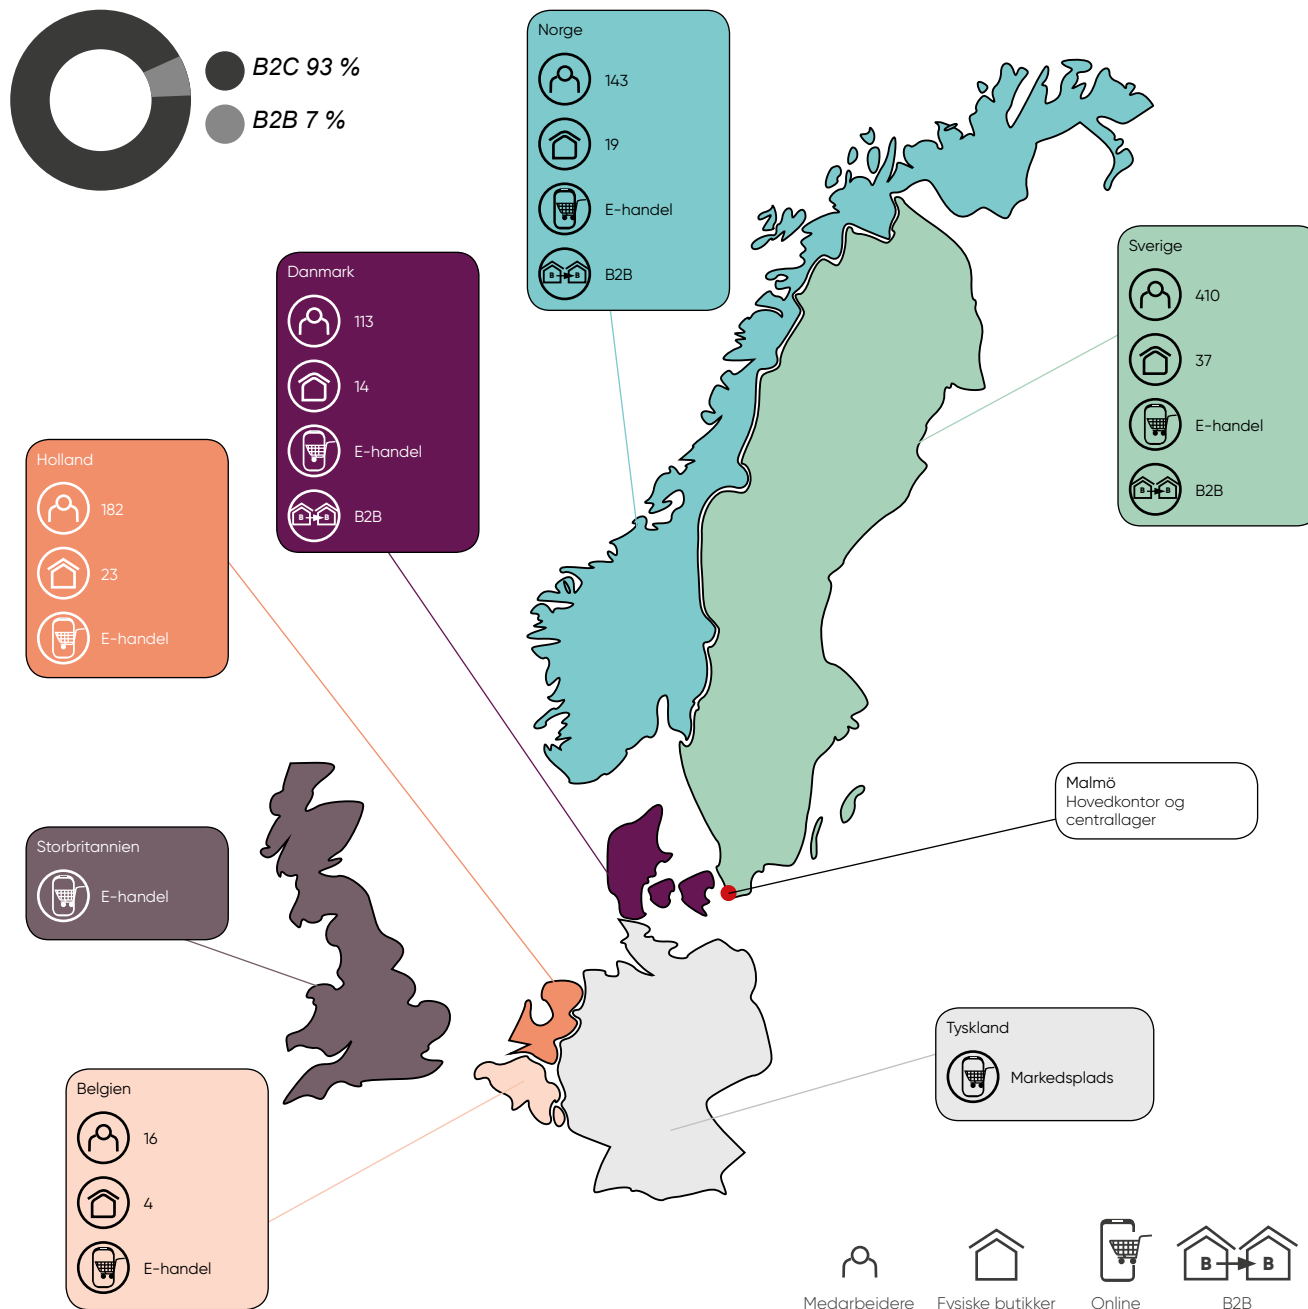 B2C 93 %
B2B 7 %
Norge
143
19
E-handel
B B
B2B
Danmark
113
14
E-handel
B B
B2B
Sverige
410
37
E-handel
B B
B2B
Holland
182
23
E-handel
Malmö
Hovedkontor og
centrallager
Storbritannien
E-handel
Tyskland
Markedsplads
Belgien
16
4
E-handel
B B
Medarbeidere
Fysiske butikker
Online
B2B